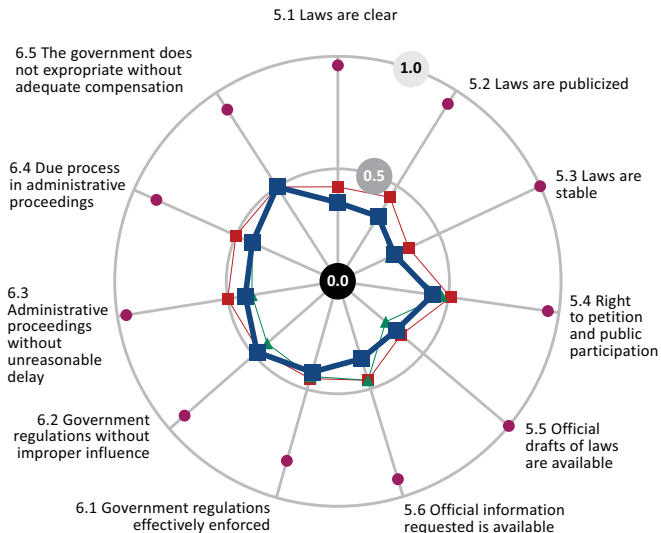 5.1 Laws are clear
1.0
5.2 Laws are publicized
5.3 Laws are
stable
5.4 Right
to petition
and public
participation
5.5 Official
drafts of laws
are available
5.6 Official information
requested is available
6.1 Government regulations
effectively enforced
6.2 Government
regulations without
improper influence
6.3
Administrative
proceedings
without
unreasonable
delay
6.4 Due process
in administrative
proceedings
6.5 The government does
not expropriate without
adequate compensation
0.5
0.0